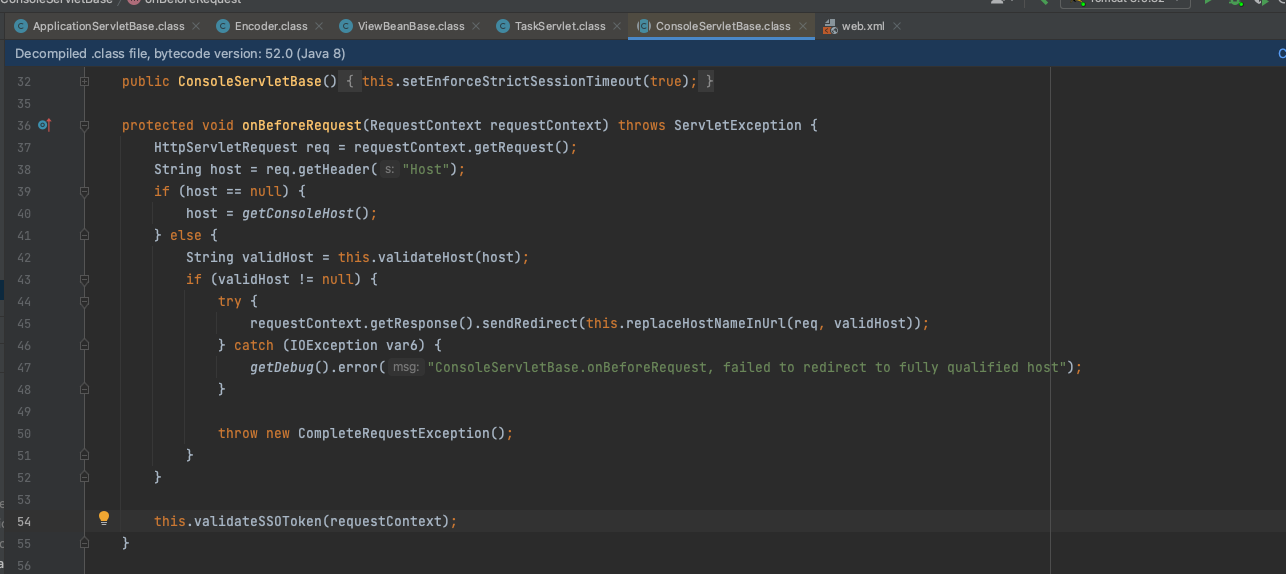 onBeforeRequest
ApplicationServletBase.class Encoder.class ViewBeanBase.class TaskServlet.class ConsoleServletBase.class web.xml
Decompiled .class file, bytecode version: 52.0 (Java 8)
32 public ConsoleServletBase() { this.setEnforceStrictSessionTimeout(true); }
35
36 protected void onBeforeRequest(RequestContext requestContext) throws ServletException {
37 HttpServletRequest req = requestContext.getRequest();
38 String host = req.getHeader( s: "Host");
39 if (host == null) {
40 host = getConsoleHost();
41 } else {
42 String validHost = this.validateHost(host);
43 if (validHost != null) {
44 try {
45 requestContext.getResponse().sendRedirect(this.replaceHostNameInUrl(req, validHost));
46 } catch (IOException var6) {
47 getDebug().error( msg: "ConsoleServletBase.onBeforeRequest, failed to redirect to fully qualified host");
48 }
49
50 throw new CompleteRequestException();
51 }
52 }
53
54 this.validateSSOToken(requestContext);
55 }
56